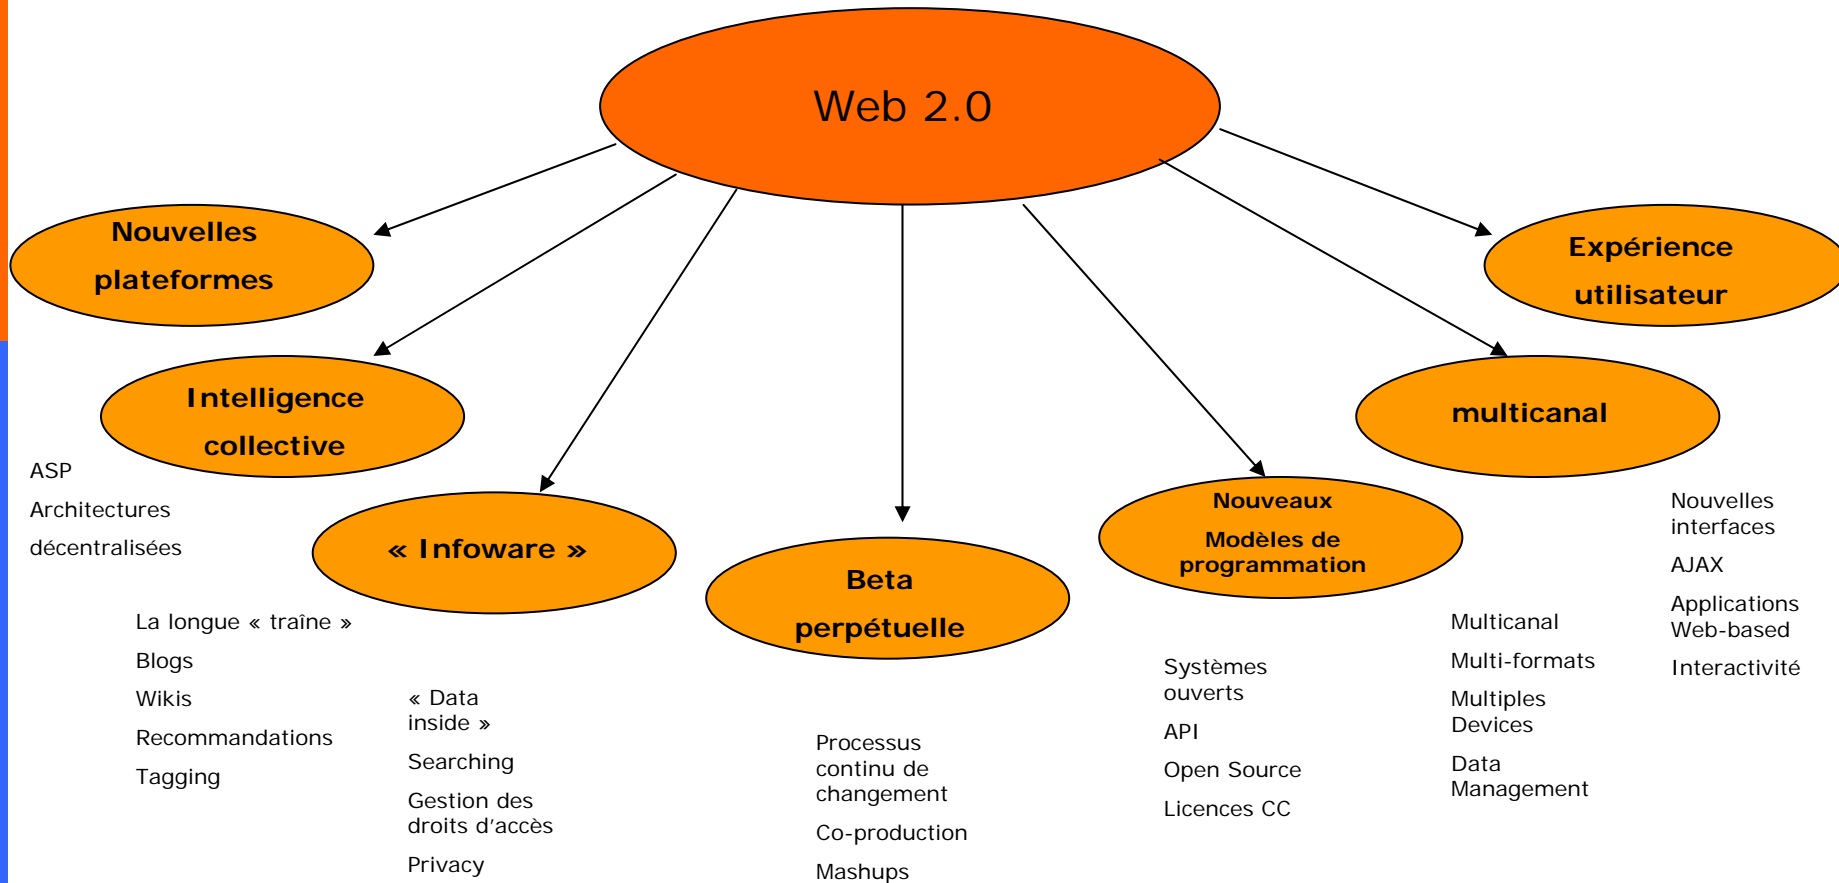 Web 2.0
Nouvelles
plateformes
Expérience
utilisateur
Intelligence
collective
multicanal
« Infoware »
Beta
perpétuelle
Nouveaux
Modèles de
programmation
ASP
Architectures
décentralisées
La longue « traîne »
Blogs
Wikis
Recommandations
Tagging
« Data
inside »
Searching
Gestion des
droits d’accès
Privacy
Processus
continu de
changement
Co-production
Mashups
Systèmes
ouverts
API
Open Source
Licences CC
Multicanal
Multi-formats
Multiples
Devices
Data
Management
Nouvelles
interfaces
AJAX
Applications
Web-based
Interactivité